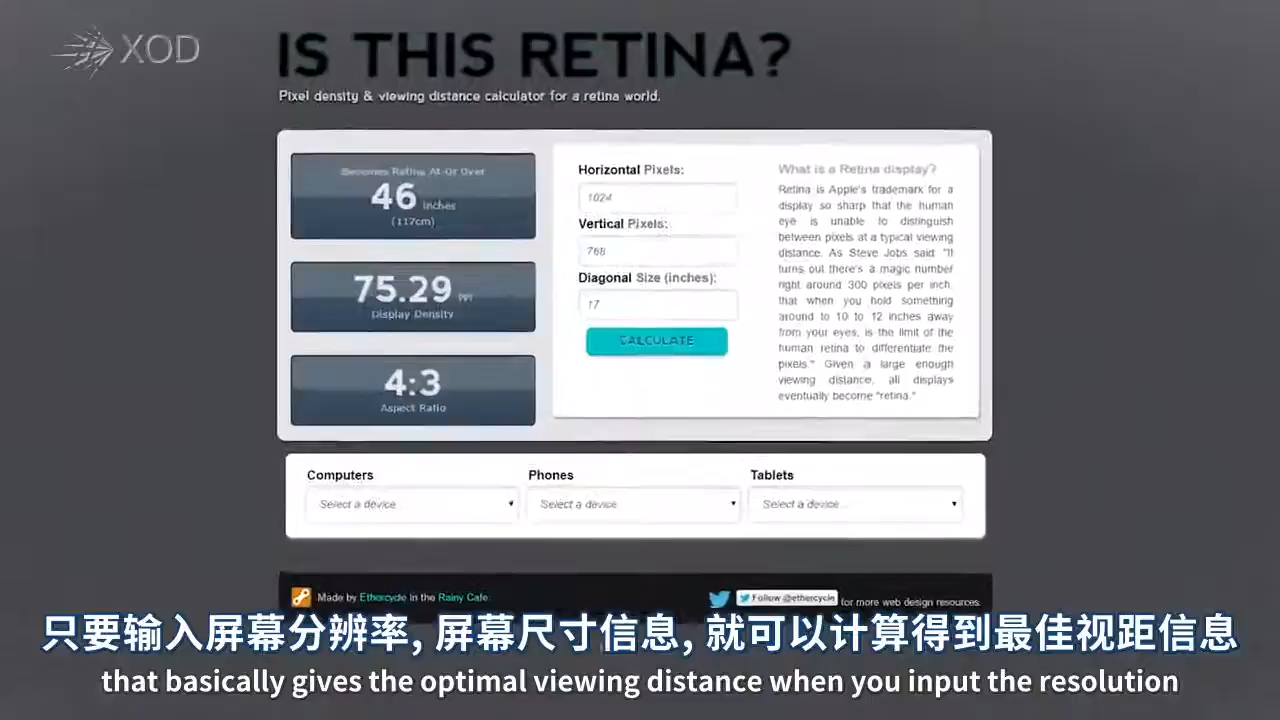 XOD
IS THIS RETINA?
Pixel density & viewing distance calculator for a retina world.
Becomes Retina At Or Over
46 inches
(117cm)
75.29 PPI
Display Density
4:3
Aspect Ratio
Horizontal Pixels:
1024
Vertical Pixels:
768
Diagonal Size (inches):
17
CALCULATE
What is a Retina display?
Retina is Apple's trademark for a
display so sharp that the human
eye is unable to distinguish
between pixels at a typical viewing
distance. As Steve Jobs said "It
turns out there's a magic number
right around 300 pixels per inch,
that when you hold something
around to 10 to 12 inches away
from your eyes, is the limit of the
human retina to differentiate the
pixels." Given a large enough
viewing distance, all displays
eventually become "retina."
Computers
Select a device...
Phones
Select a device...
Tablets
Select a device...
Made by Ethercycle in the Rainy Cafe.
Follow @ethercycle for more web design resources.
只要输入屏幕分辨率, 屏幕尺寸信息, 就可以计算得到最佳视距信息
that basically gives the optimal viewing distance when you input the resolution